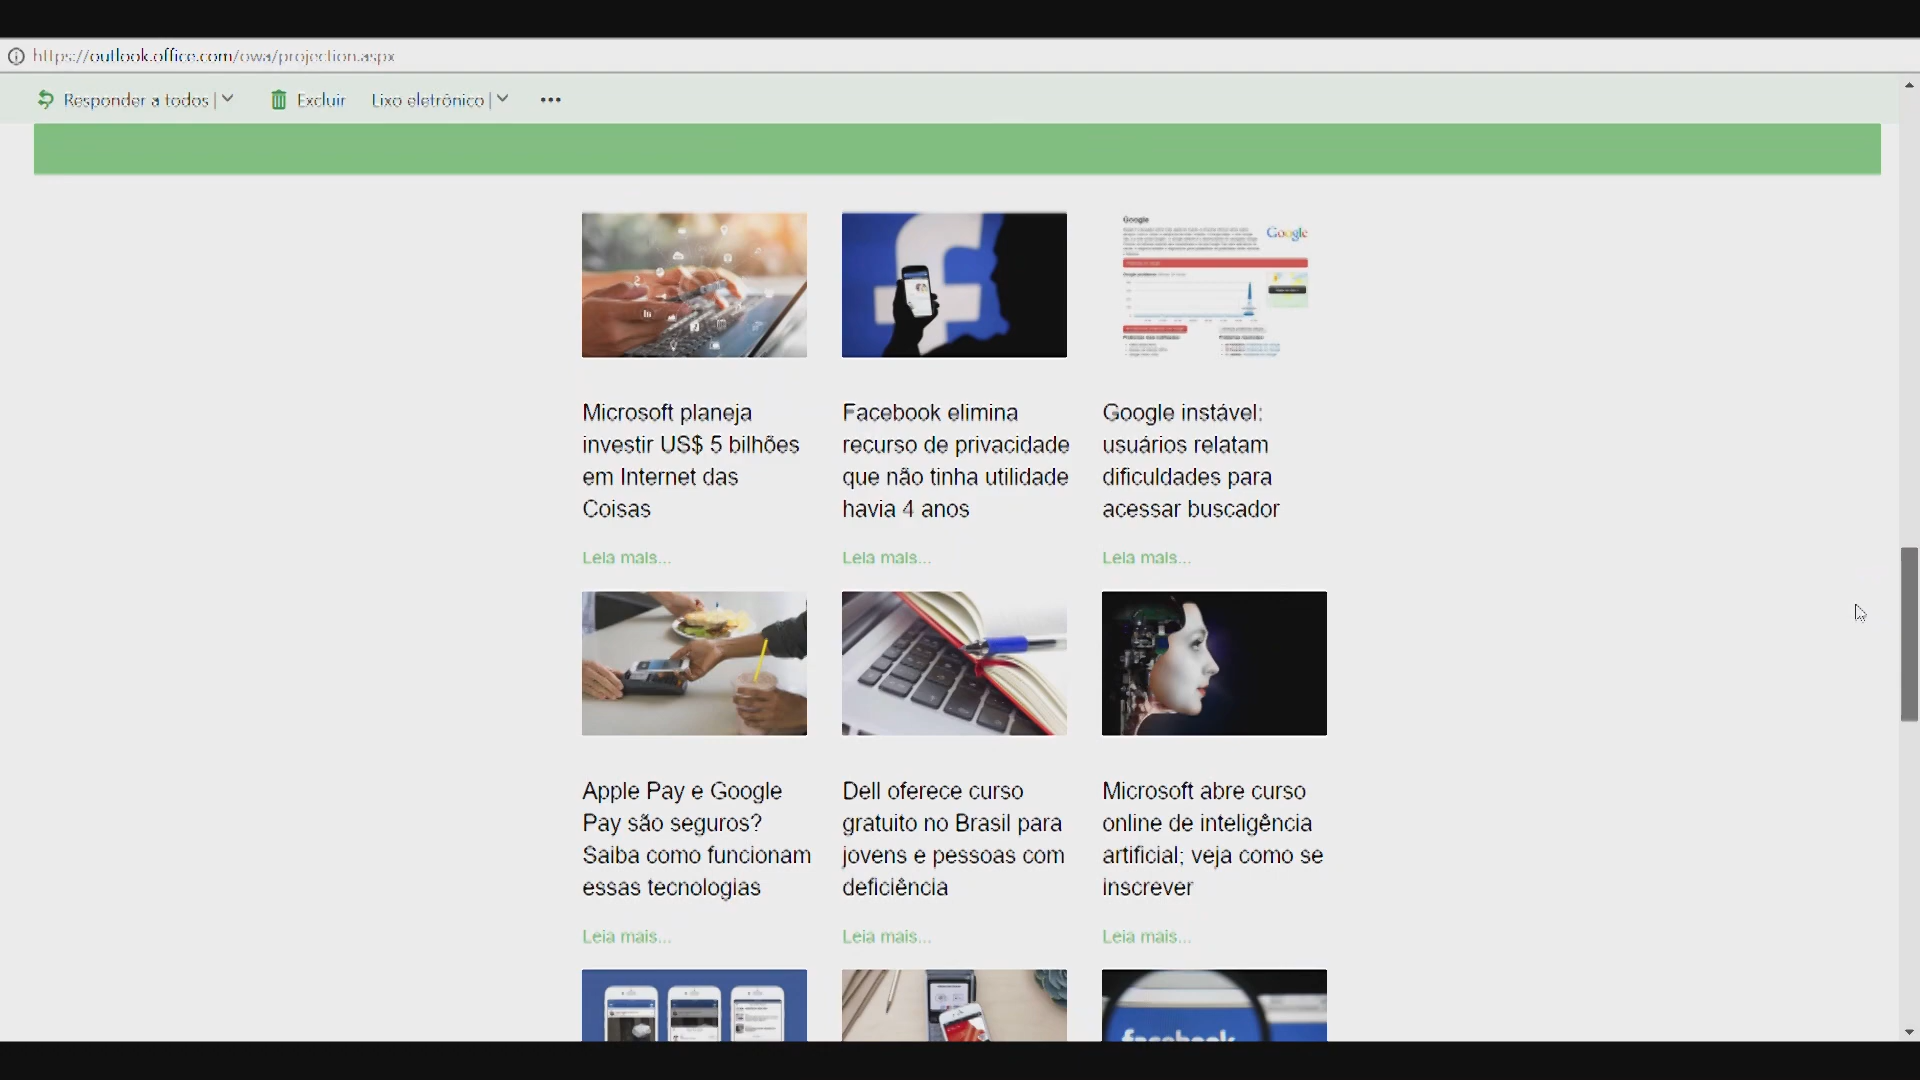 https://outlook.office.com/owa/projection.aspx
Responder a todos | Excluir Lixo eletrônico | •••
Google
Google
Microsoft planeja
investir US$ 5 bilhões
em Internet das
Coisas
Leia mais...
Facebook elimina
recurso de privacidade
que não tinha utilidade
havia 4 anos
Leia mais...
Google instável:
usuários relatam
dificuldades para
acessar buscador
Leia mais...
Apple Pay e Google
Pay são seguros?
Saiba como funcionam
essas tecnologias
Leia mais...
Dell oferece curso
gratuito no Brasil para
jovens e pessoas com
deficiência
Leia mais...
Microsoft abre curso
online de inteligência
artificial; veja como se
inscrever
Leia mais...
facebook